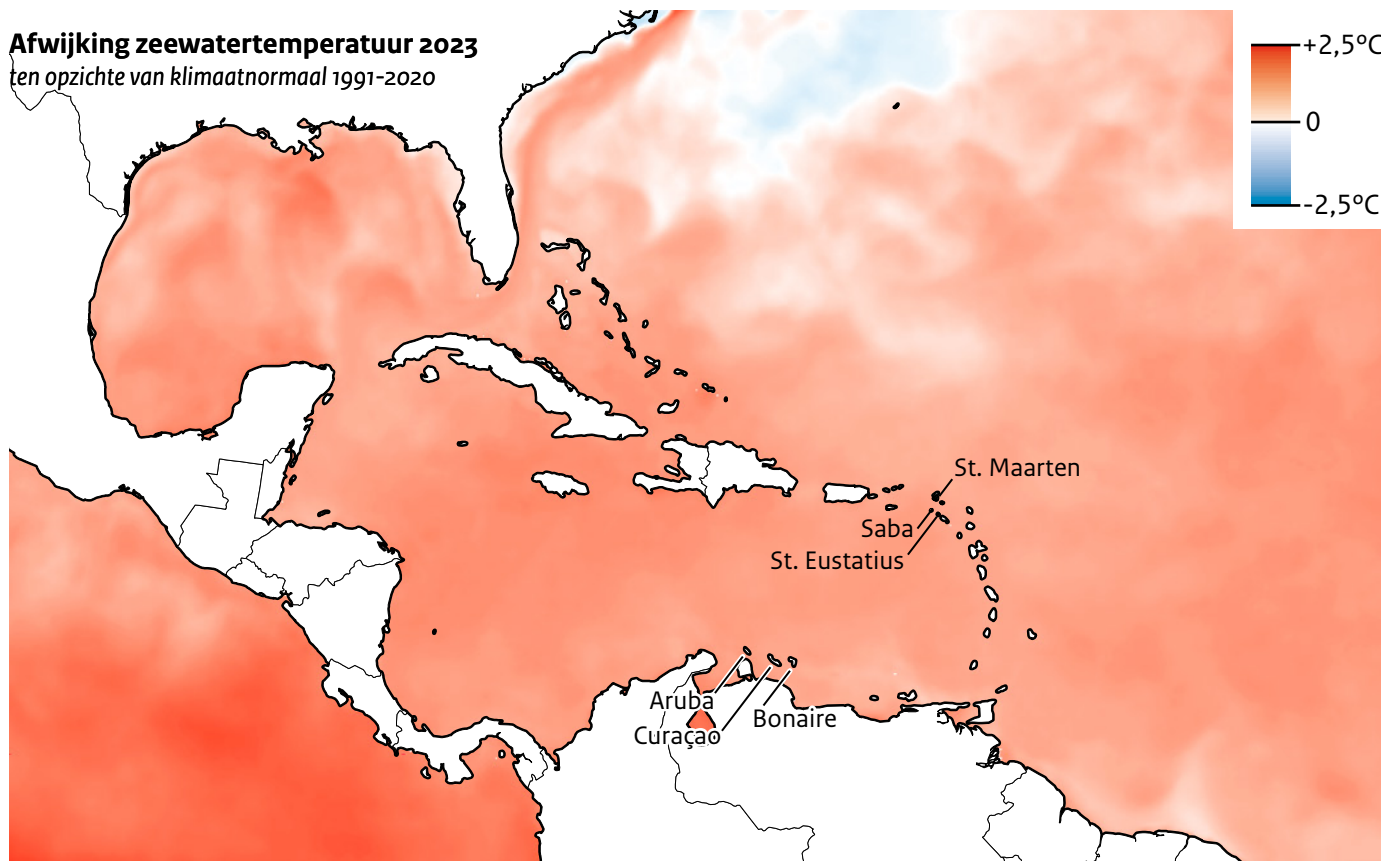 Afwijking zeewatertemperatuur 2023
ten opzichte van klimaatnormaal 1991-2020
+2,5°C
0
-2,5°C
St. Maarten
Saba
St. Eustatius
Aruba
Bonaire
Curaçao